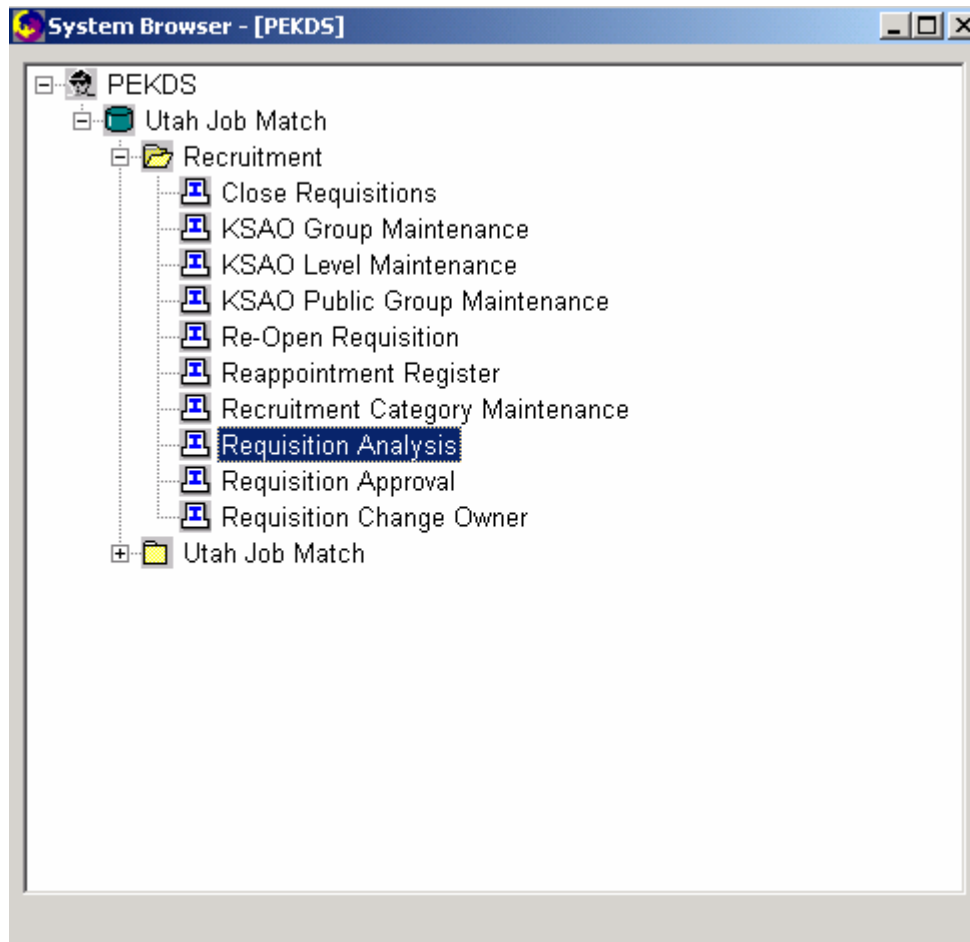 System Browser - [PEKDS]
PEKDS
Utah Job Match
Recruitment
Close Requisitions
KSAO Group Maintenance
KSAO Level Maintenance
KSAO Public Group Maintenance
Re-Open Requisition
Reappointment Register
Recruitment Category Maintenance
Requisition Analysis
Requisition Approval
Requisition Change Owner
Utah Job Match